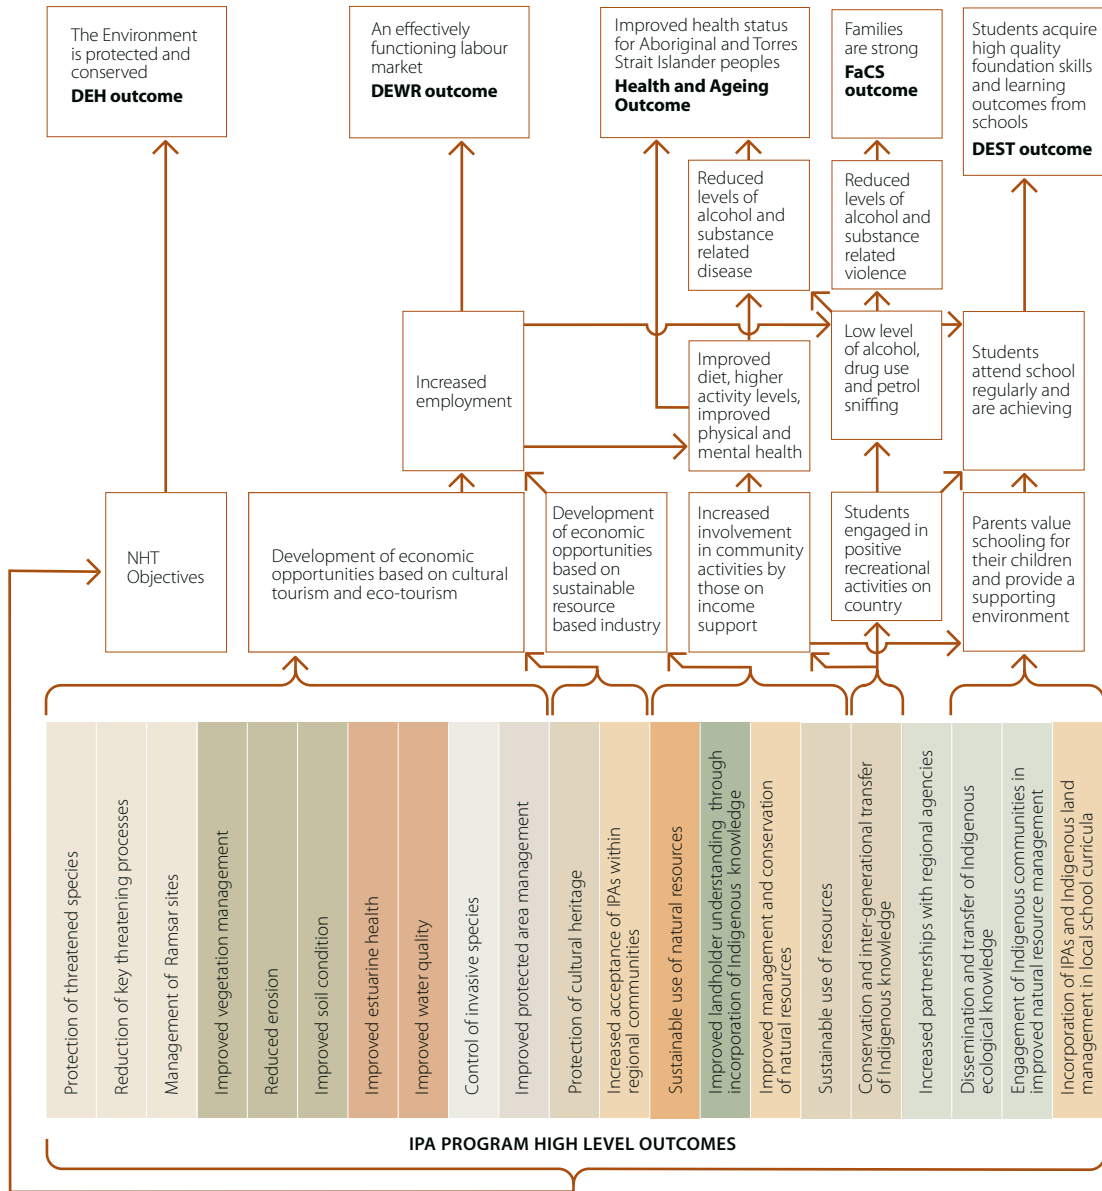 The Environment
is protected and
conserved
DEH outcome
An effectively
functioning labour
market
DEWR outcome
Improved health status
for Aboriginal and Torres
Strait Islander peoples
Health and Ageing
Outcome
Families
are strong
FaCS
outcome
Students acquire
high quality
foundation skills
and learning
outcomes from
schools
DEST outcome
Reduced
levels of
alcohol and
substance
related
disease
Reduced
levels of
alcohol and
substance
related
violence
Increased
employment
Improved
diet, higher
activity levels,
improved
physical and
mental health
Low level
of alcohol,
drug use
and petrol
sniffing
Students
attend school
regularly and
are achieving
NHT
Objectives
Development of economic
opportunities based on cultural
tourism and eco-tourism
Development
of economic
opportunities
based on
sustainable
resource
based industry
Increased
involvement
in community
activities by
those on
income
support
Students
engaged in
positive
recreational
activities on
country
Parents value
schooling for
their children
and provide a
supporting
environment
Protection of threatened species
Reduction of key threatening processes
Management of Ramsar sites
Improved vegetation management
Reduced erosion
Improved soil condition
Improved estuarine health
Improved water quality
Control of invasive species
Improved protected area management
Protection of cultural heritage
Increased acceptance of IPAs within
regional communities
Sustainable use of natural resources
Improved landholder understanding through
incorporation of Indigenous knowledge
Improved management and conservation
of natural resources
Sustainable use of resources
Conservation and inter-generational transfer
of Indigenous knowledge
Increased partnerships with regional agencies
Dissemination and transfer of Indigenous
ecological knowledge
Engagement of Indigenous communities in
improved natural resource management
Incorporation of IPAs and Indigenous land
management in local school curricula
IPA PROGRAM HIGH LEVEL OUTCOMES